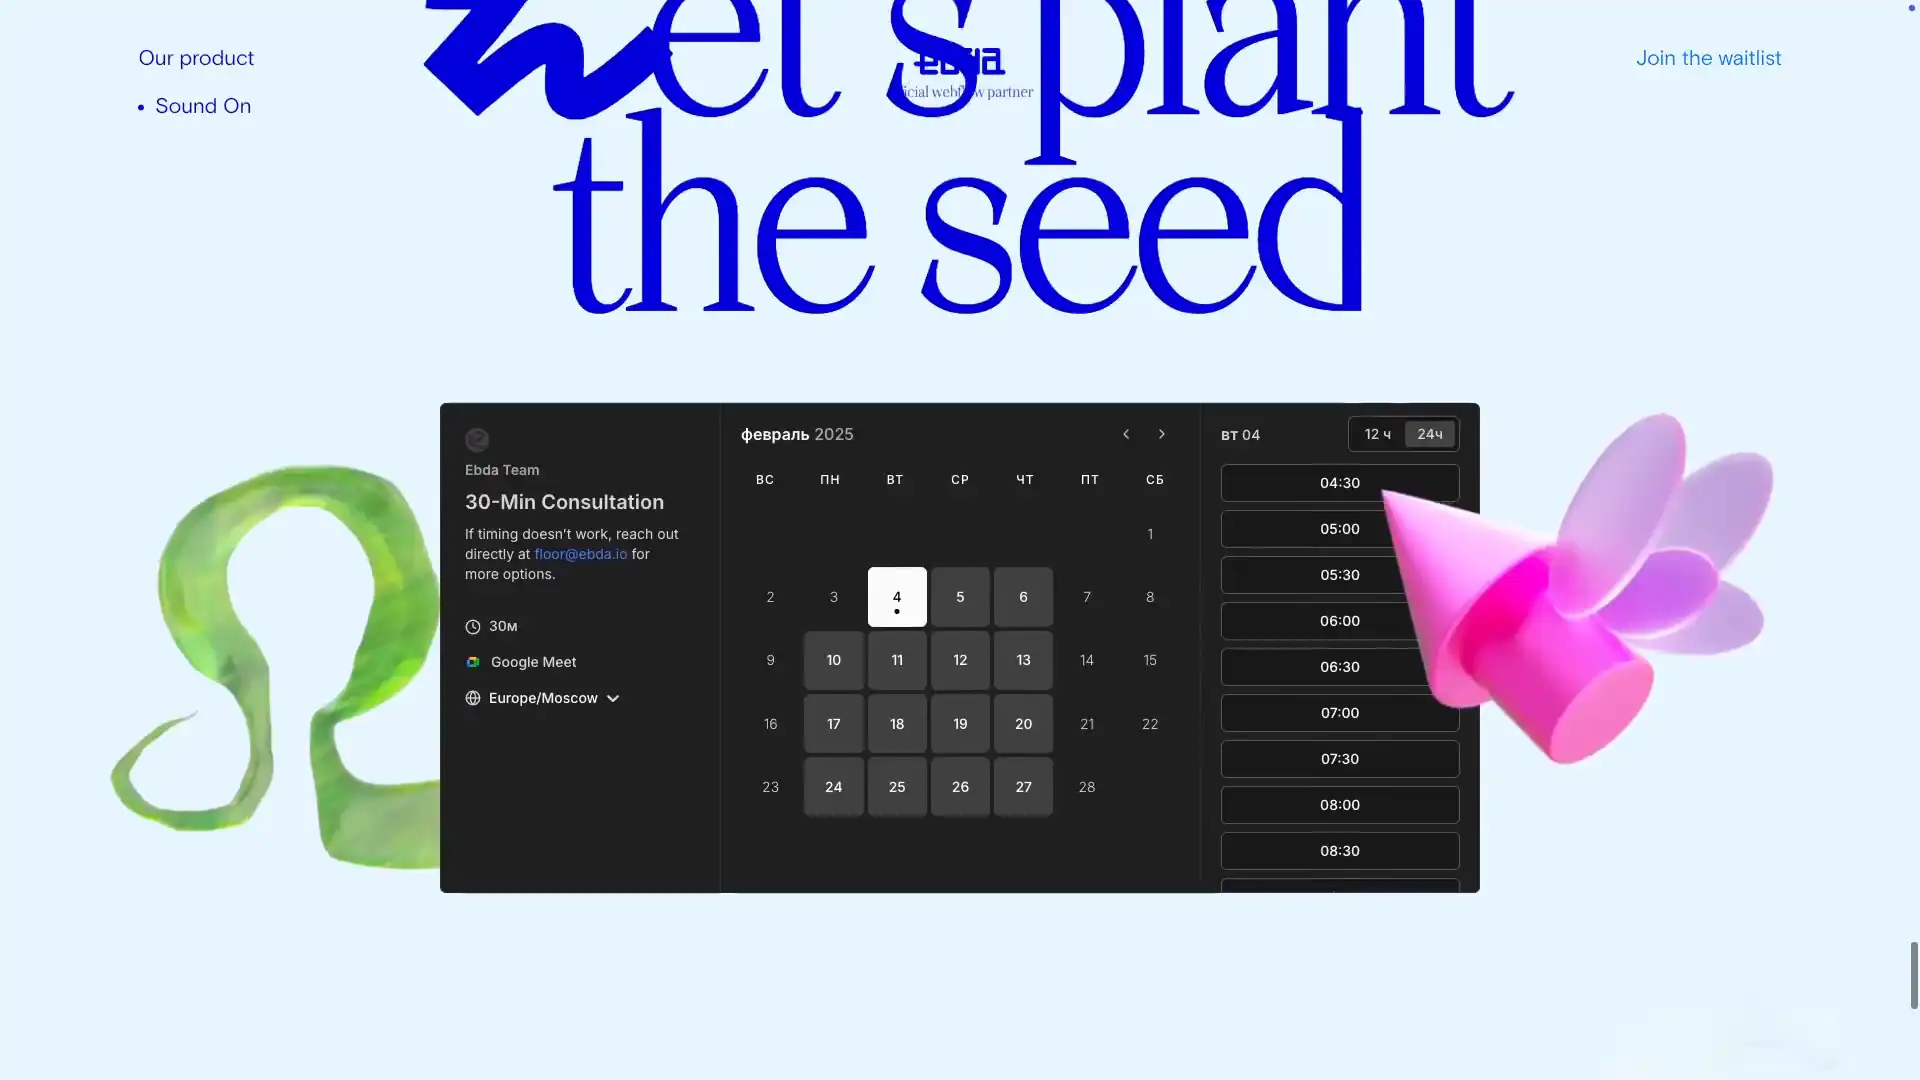 Our product
Sound On
et's plant
the seed
ebda
w partner
Join the waitlist
Ebda Team
30-Min Consultation
If timing doesn't work, reach out
directly at floor@ebda.io for
more options.
30м
Google Meet
Europe/Moscow
февраль 2025
ВС ПН ВТ СР ЧТ ПТ СБ
1
2 3 4 5 6 7 8
9 10 11 12 13 14 15
16 17 18 19 20 21 22
23 24 25 26 27 28
вт 04
12 ч 24ч
04:30
05:00
05:30
06:00
06:30
07:00
07:30
08:00
08:30